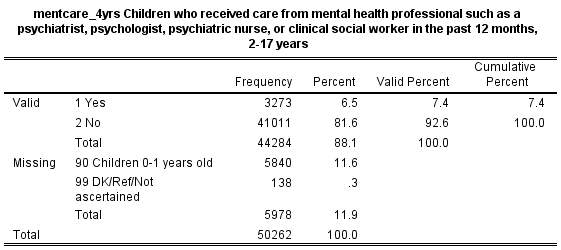 mentcare_4yrs Children who received care from mental health professional such as a
psychiatrist, psychologist, psychiatric nurse, or clinical social worker in the past 12 months,
2-17 years
Frequency Percent Valid Percent Cumulative Percent
Valid 1 Yes 3273 6.5 7.4 7.4
2 No 41011 81.6 92.6 100.0
Total 44284 88.1 100.0
Missing 90 Children 0-1 years old 5840 11.6
99 DK/Ref/Not ascertained 138 .3
Total 5978 11.9
Total 50262 100.0